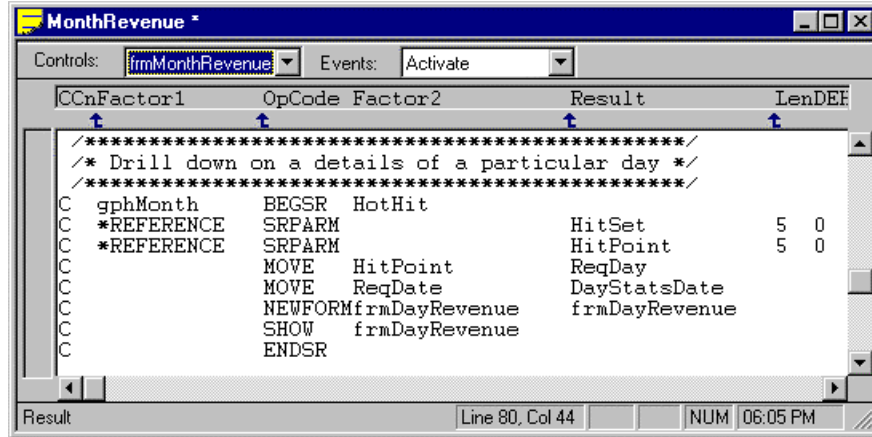 MonthRevenue *
Controls: frmMonthRevenue Events: Activate
CCnFactor1 OpCode Factor2 Result LenDEH
/***********************************************/
/* Drill down on a details of a particular day */
/***********************************************/
C gphMonth BEGSR HotHit
C *REFERENCE SRPARM HitSet 5 0
C *REFERENCE SRPARM HitPoint 5 0
C MOVE HitPoint ReqDay
C MOVE ReqDate DayStatsDate
C NEWFORMfrmDayRevenue frmDayRevenue
C SHOW frmDayRevenue
C ENDSR
Result Line 80, Col 44 NUM 06:05 PM